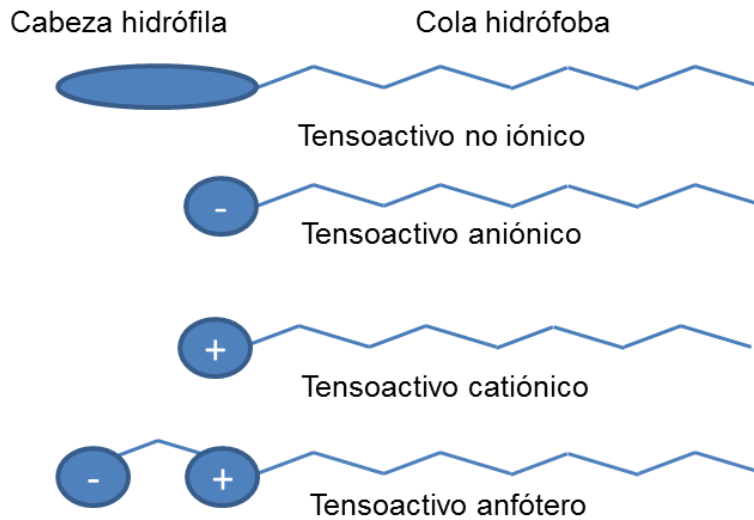 Cabeza hidrófila Cola hidrófoba
Tensoactivo no iónico
-
Tensoactivo aniónico
+
Tensoactivo catiónico
- +
Tensoactivo anfótero